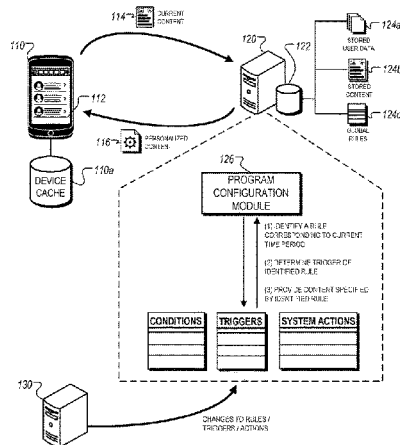 114
CURRENT
CONTENT
110
120
122
124a
STORED
USER DATA
112
124b
STORED
CONTENT
116
PERSONALIZED
CONTENT
124c
GLOBAL
RULES
DEVICE
CACHE
110a
126
PROGRAM
CONFIGURATION
MODULE
(1) IDENTIFY A RULE
CORRESPONDING TO CURRENT
TIME PERIOD
(2) DETERMINE TRIGGER OF
IDENTIFIED RULE
(3) PROVIDE CONTENT SPECIFIED
BY IDENTIFIED RULE
CONDITIONS
TRIGGERS
SYSTEM ACTIONS
130
CHANGES TO RULES /
TRIGGERS / ACTIONS